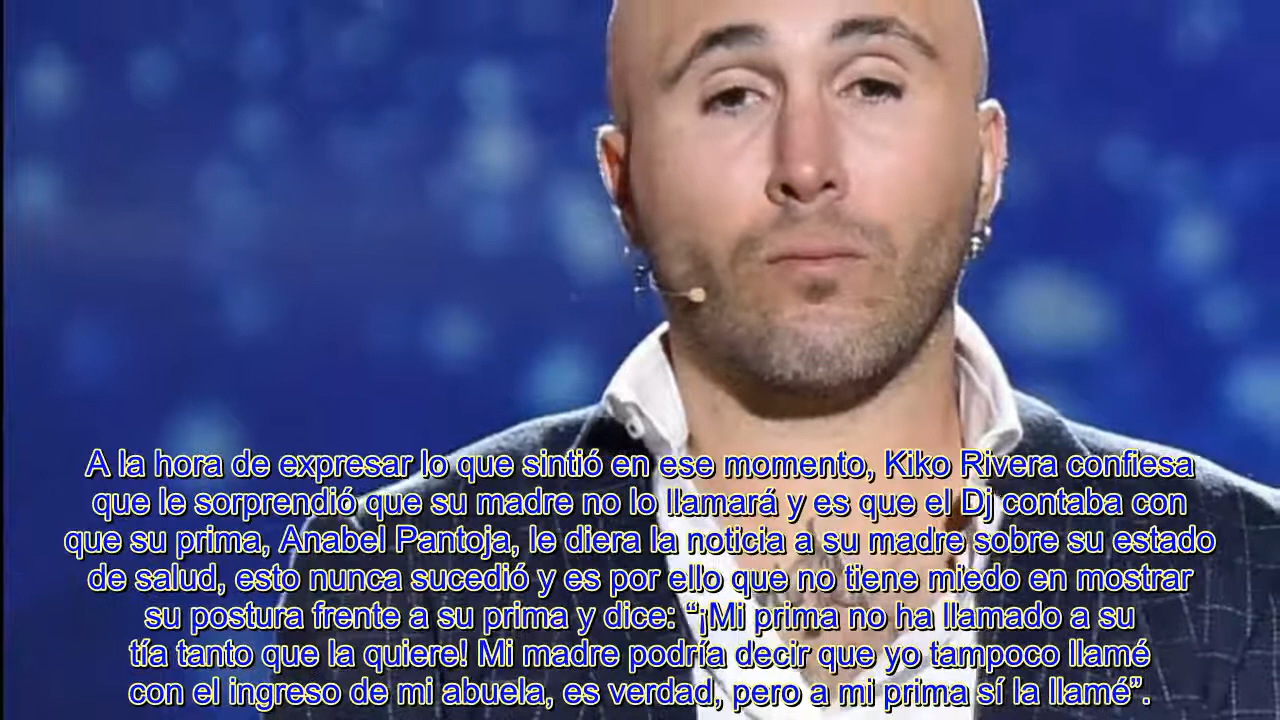 A la hora de expresar lo que sintió en ese momento, Kiko Rivera confiesa
que le sorprendió que su madre no lo llamará y es que el Dj contaba con
que su prima, Anabel Pantoja, le diera la noticia a su madre sobre su estado
de salud, esto nunca sucedió y es por ello que no tiene miedo en mostrar
su postura frente a su prima y dice: “¡Mi prima no ha llamado a su
tía tanto que la quiere! Mi madre podría decir que yo tampoco llamé
con el ingreso de mi abuela, es verdad, pero a mi prima sí la llamé”.